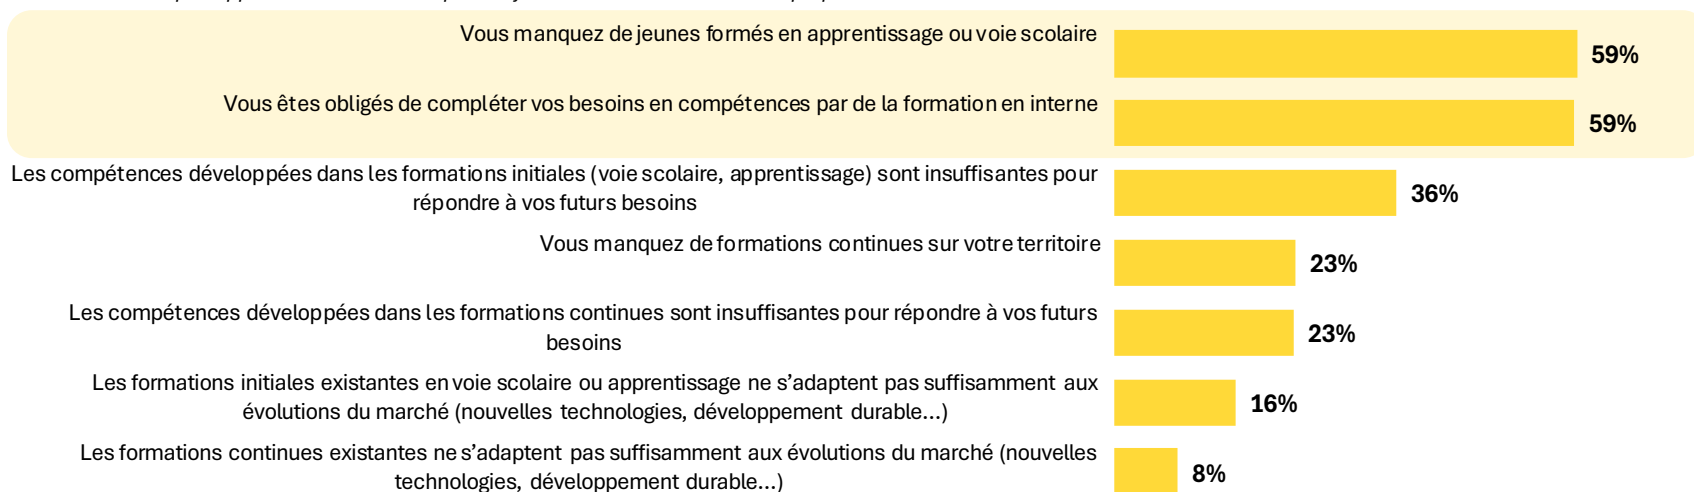 Vous manquez de jeunes formés en apprentissage ou voie scolaire
59%
Vous êtes obligés de compléter vos besoins en compétences par de la formation en interne
59%
Les compétences développées dans les formations initiales (voie scolaire, apprentissage) sont insuffisantes pour
répondre à vos futurs besoins
36%
Vous manquez de formations continues sur votre territoire
23%
Les compétences développées dans les formations continues sont insuffisantes pour répondre à vos futurs
besoins
23%
Les formations initiales existantes en voie scolaire ou apprentissage ne s’adaptent pas suffisamment aux
évolutions du marché (nouvelles technologies, développement durable…)
16%
Les formations continues existantes ne s’adaptent pas suffisamment aux évolutions du marché (nouvelles
technologies, développement durable…)
8%